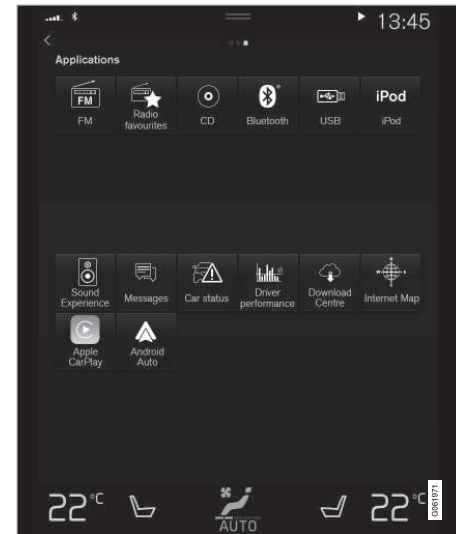 13:45
Applications
FM
iPod
FM
Radio
favourites
CD
Bluetooth
USB
iPod
Sound
Experience
Messages
Car status
Driver
performance
Download
Centre
Internet Map
Apple
CarPlay
Android
Auto
22°C
AUTO
22°C
G061971